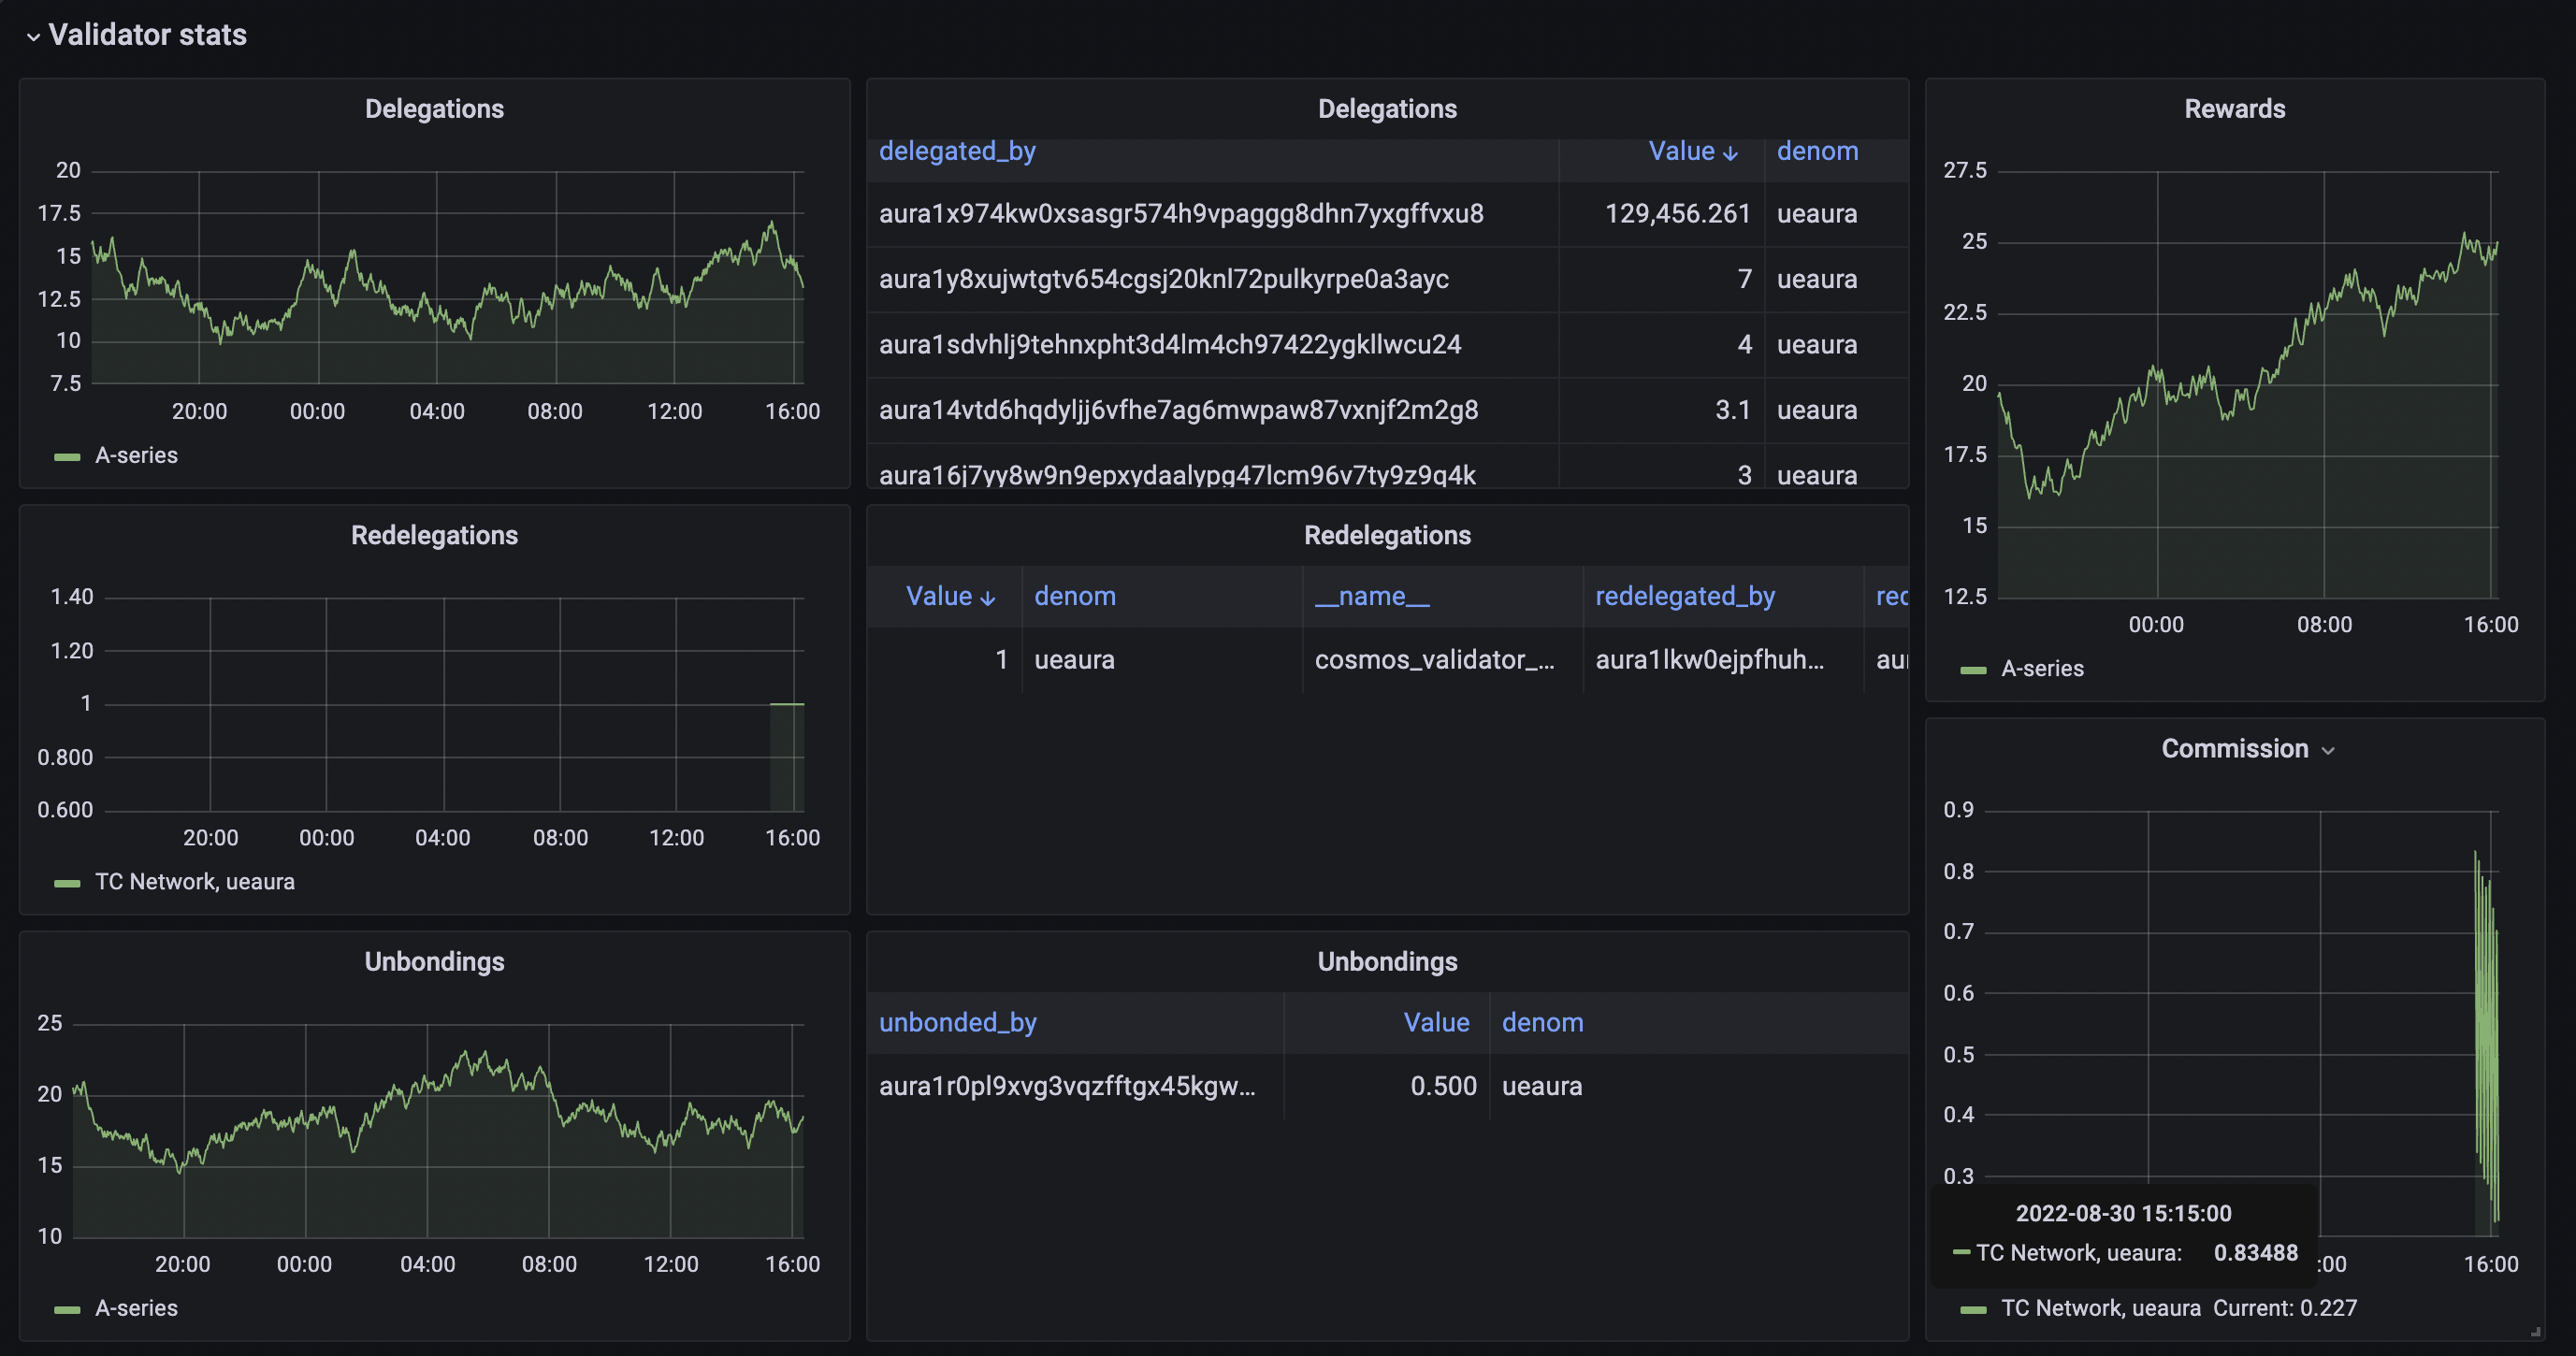 Validator stats
Delegations
20
17.5
15
12.5
10
7.5
20:00 00:00 04:00 08:00 12:00 16:00
A-series
Delegations
delegated_by Value ↓ denom
aura1x974kw0xsasgr574h9vpaggg8dhn7yxgffvxu8 129,456.261 ueaura
aura1y8xujwtgtv654cgsj20knl72pulkyrpe0a3ayc 7 ueaura
aura1sdvhlj9tehnxpht3d4lm4ch97422ygkllwcu24 4 ueaura
aura14vtd6hqdyljj6vfhe7ag6mwpaw87vxnjf2m2g8 3.1 ueaura
aura16j7yy8w9n9epxydaalypg47lcm96v7ty9z9q4k 3 ueaura
Rewards
27.5
25
22.5
20
17.5
15
12.5
00:00 08:00 16:00
A-series
Redelegations
1.40
1.20
1
0.800
0.600
20:00 00:00 04:00 08:00 12:00 16:00
TC Network, ueaura
Redelegations
Value ↓ denom __name__ redelegated_by rec
1 ueaura cosmos_validator_... aura1lkw0ejpfhuh... au
Commission
0.9
0.8
0.7
0.6
0.5
0.4
0.3
2022-08-30 15:15:00
TC Network, ueaura: 0.83488
:00 16:00
TC Network, ueaura Current: 0.227
Unbondings
25
20
15
10
20:00 00:00 04:00 08:00 12:00 16:00
A-series
Unbondings
unbonded_by Value denom
aura1r0pl9xvg3vqzfftgx45kgw... 0.500 ueaura